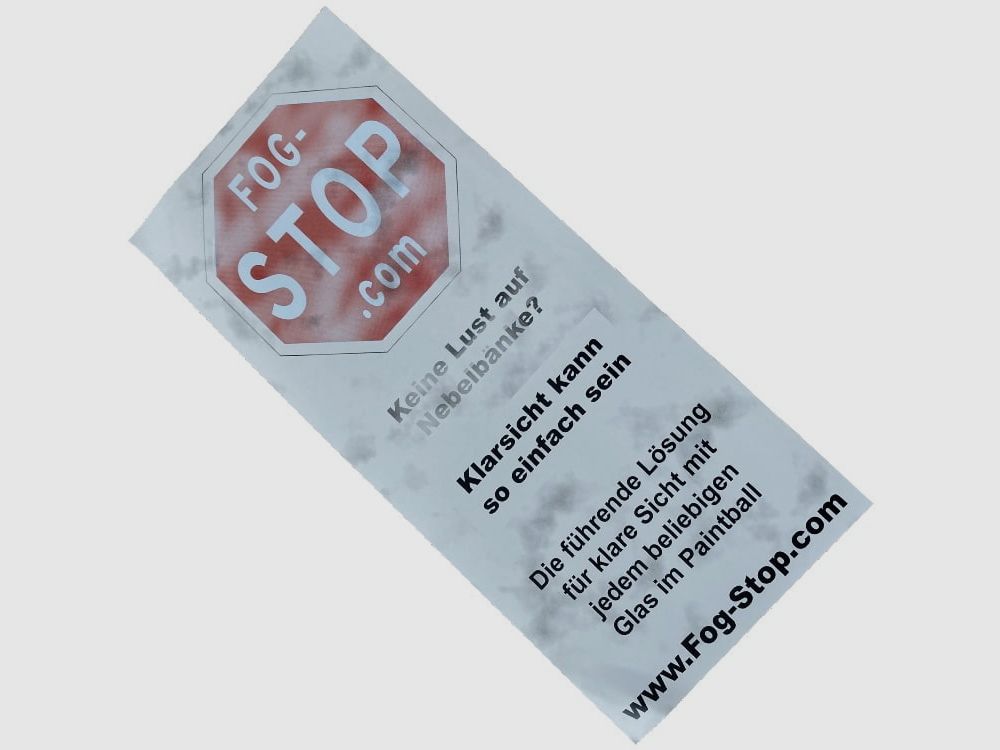 FOG-
STOP
.com
Keine Lust auf
Nebelbänke?
Klarsicht kann
so einfach sein
Die führende Lösung
für klare Sicht mit
jedem beliebigen
Glas im Paintball
www.Fog-Stop.com